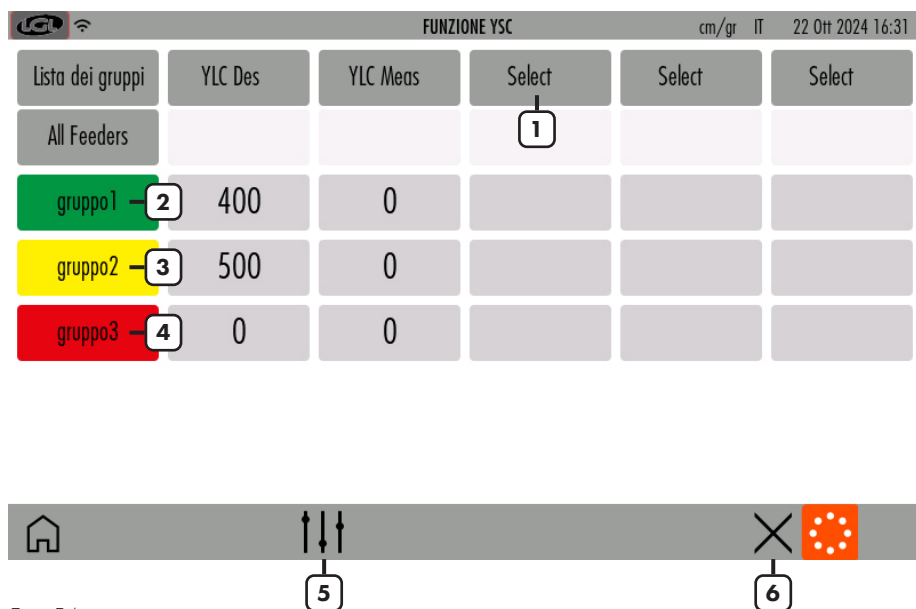 LGL FUNZIONE YSC cm/gr IT 22 Ott 2024 16:31
Lista dei gruppi YLC Des YLC Meas Select Select Select
All Feeders 1
gruppo1 2 400 0
gruppo2 3 500 0
gruppo3 4 0 0
5 6